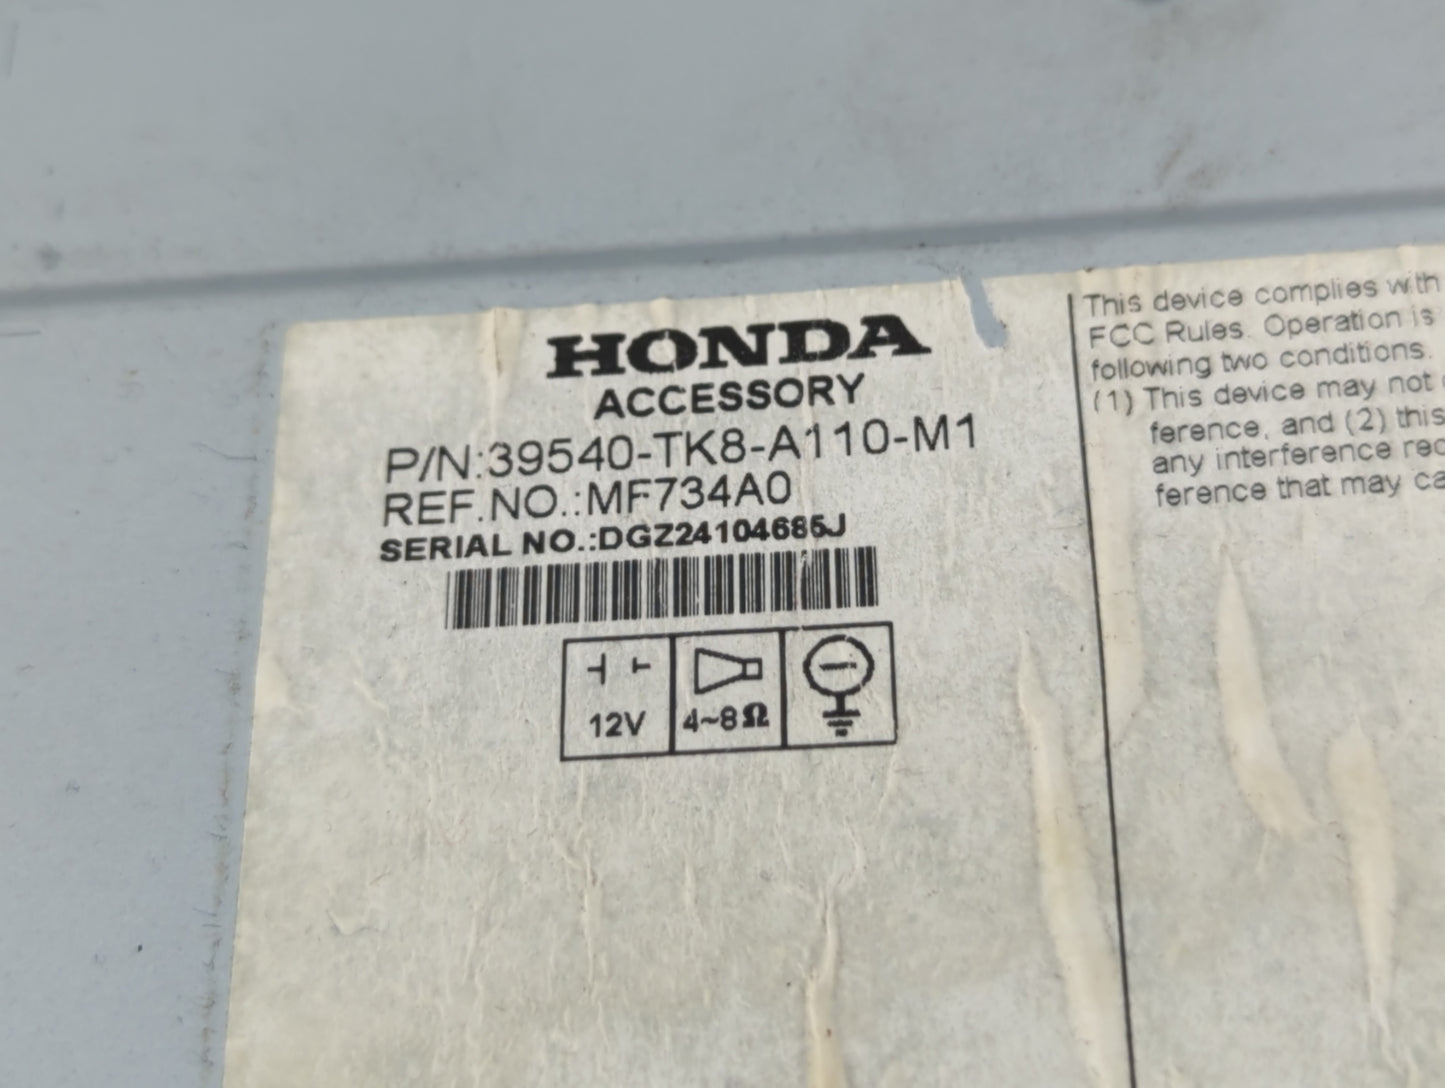 HONDA
ACCESSORY
P/N:39540-TK8-A110-M1
REF.NO.:MF734A0
SERIAL NO.:DGZ24104685J
12V
4~8Ω
This device complies with
FCC Rules. Operation is
following two conditions.
(1) This device may not
ference, and (2) this
any interference
ference that may